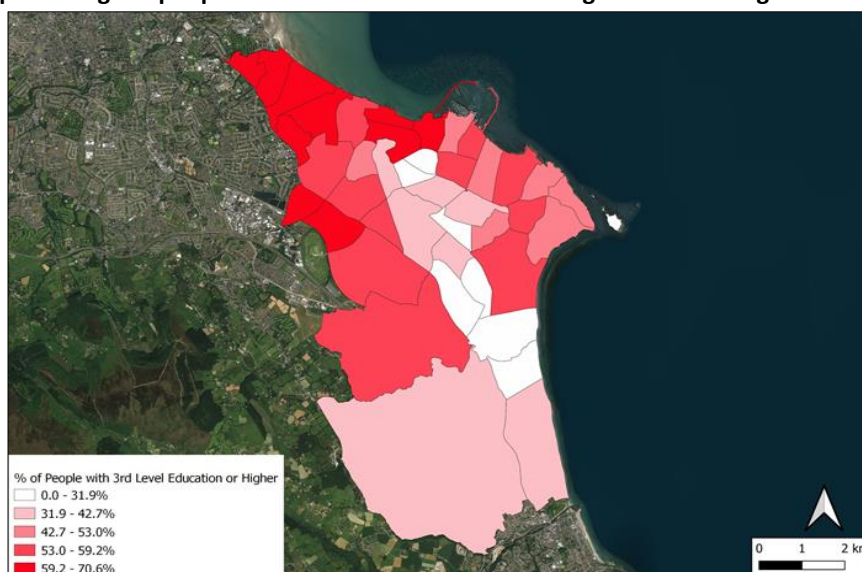 % of People with 3rd Level Education or Higher
0.0 - 31.9%
31.9 - 42.7%
42.7 - 53.0%
53.0 - 59.2%
59.2 - 70.6%
0 1 2 km